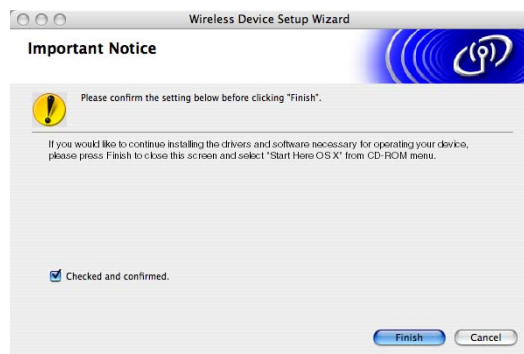 Wireless Device Setup Wizard
Important Notice
Please confirm the setting below before clicking "Finish".
If you would like to continue installing the drivers and software necessary for operating your device,
please press Finish to close this screen and select "Start Here OS X" from CD-ROM menu.
Checked and confirmed.
Finish
Cancel